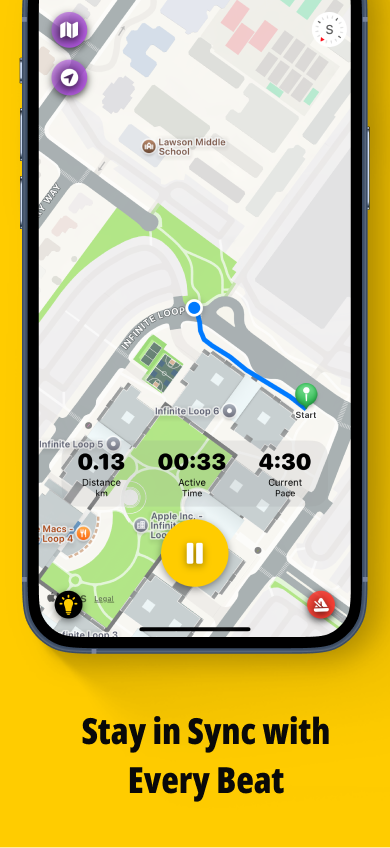 S
Lawson Middle
School
Y WAY
INFINITE LOOP
Start
Infinite Loop 6
Infinite Loop 5
0.13
00:33
4:30
Distance
km
Active
Time
Current
Pace
Apple Inc. -
Infinit
Loo
Macs -
Loop 4
S
Legal
Infinite Loop 3
Stay in Sync with
Every Beat